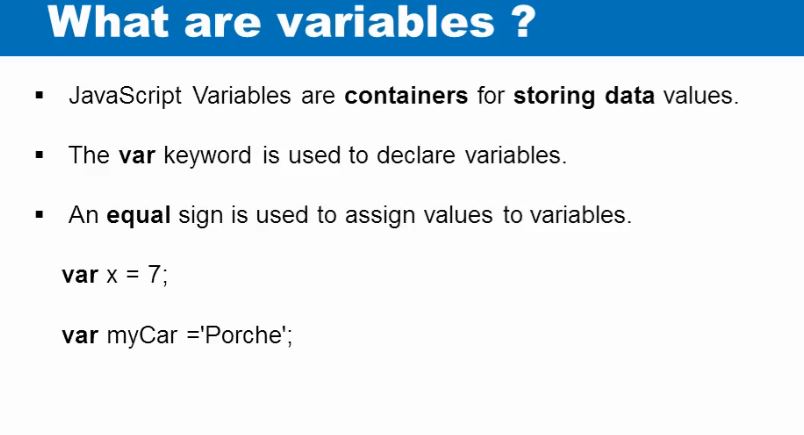 What are variables ?
▪ JavaScript Variables are containers for storing data values.
▪ The var keyword is used to declare variables.
▪ An equal sign is used to assign values to variables.
var x = 7;
var myCar ='Porche';